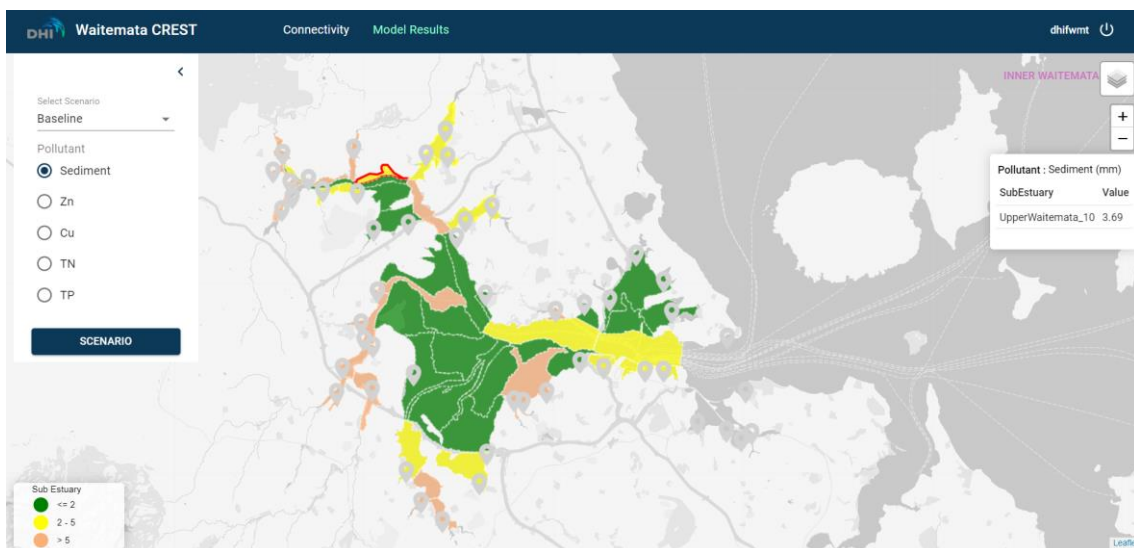 DHI Waitemata CREST Connectivity Model Results dhifwmt
INNER WAITEMATA
Select Scenario
Baseline
Pollutant
Sediment
Zn
Cu
TN
TP
SCENARIO
+
−
Pollutant : Sediment (mm)
SubEstuary Value
UpperWaitemata_10 3.69
Sub Estuary
<= 2
2 - 5
> 5